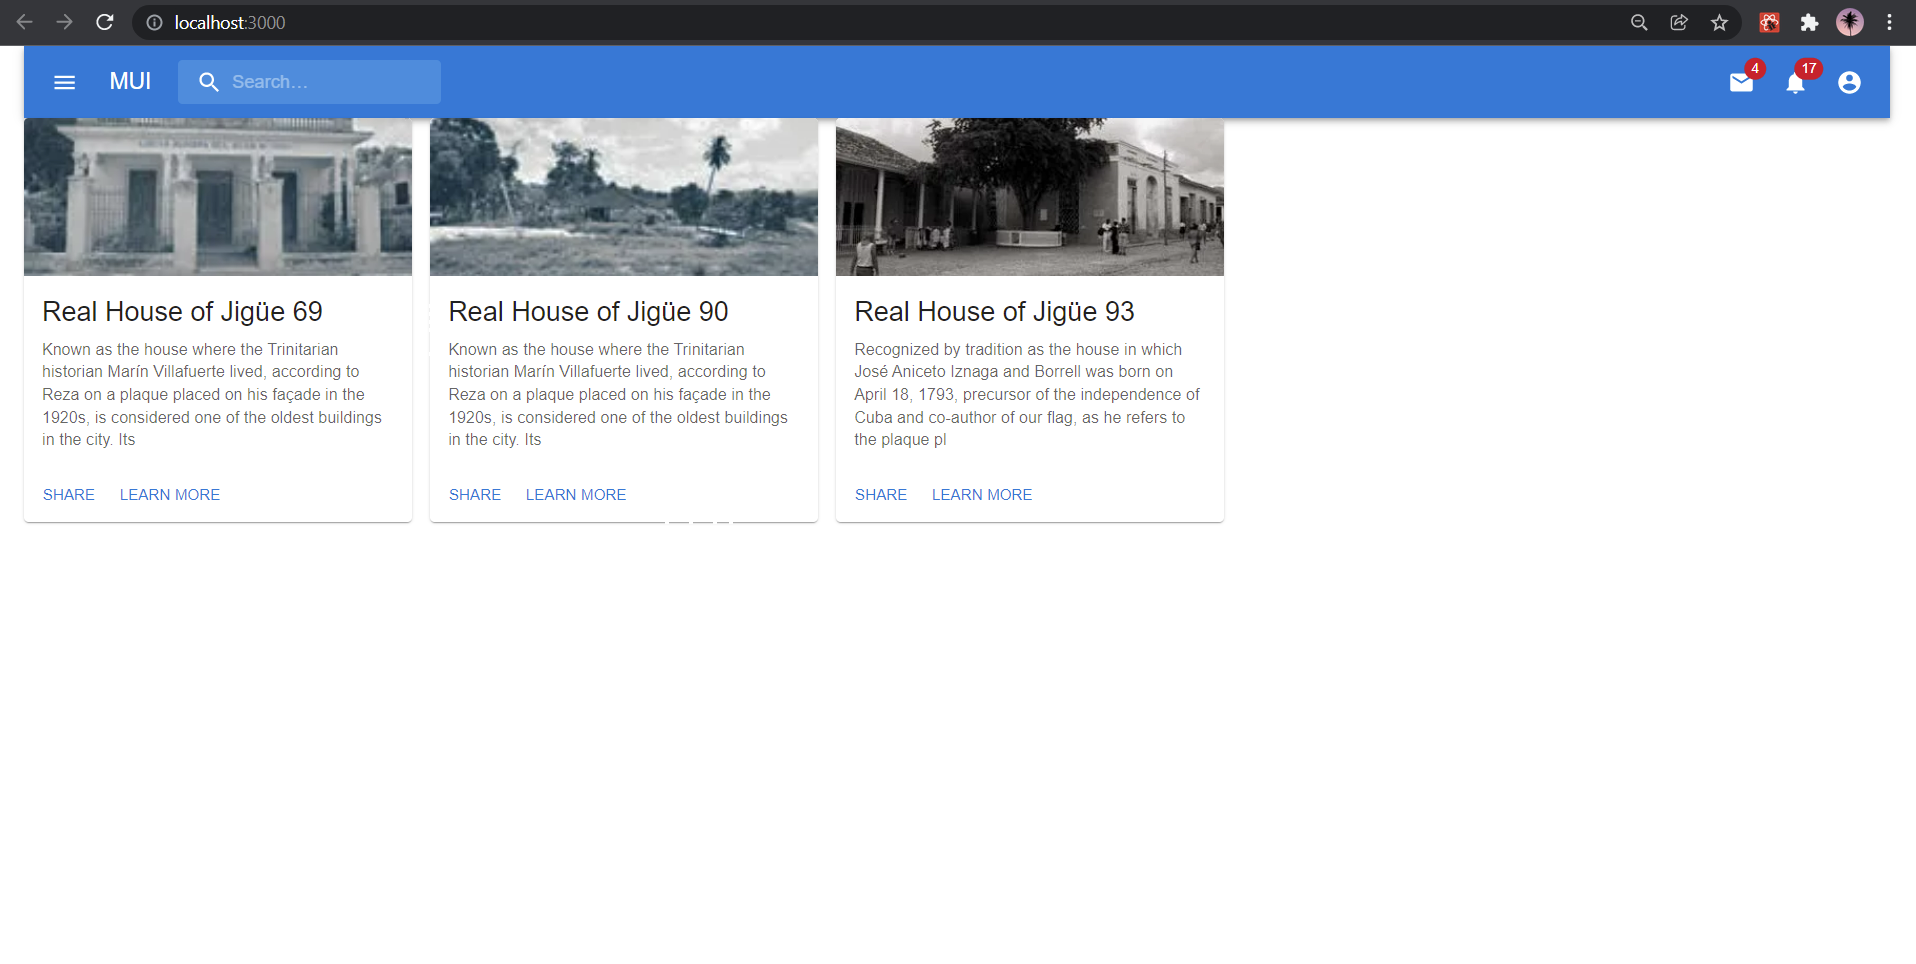 localhost:3000
MUI
Search...
4
17
Real House of Jigüe 69
Known as the house where the Trinitarian
historian Marín Villafuerte lived, according to
Reza on a plaque placed on his façade in the
1920s, is considered one of the oldest buildings
in the city. Its
SHARE LEARN MORE
Real House of Jigüe 90
Known as the house where the Trinitarian
historian Marín Villafuerte lived, according to
Reza on a plaque placed on his façade in the
1920s, is considered one of the oldest buildings
in the city. Its
SHARE LEARN MORE
Real House of Jigüe 93
Recognized by tradition as the house in which
José Aniceto Iznaga and Borrell was born on
April 18, 1793, precursor of the independence of
Cuba and co-author of our flag, as he refers to
the plaque pl
SHARE LEARN MORE